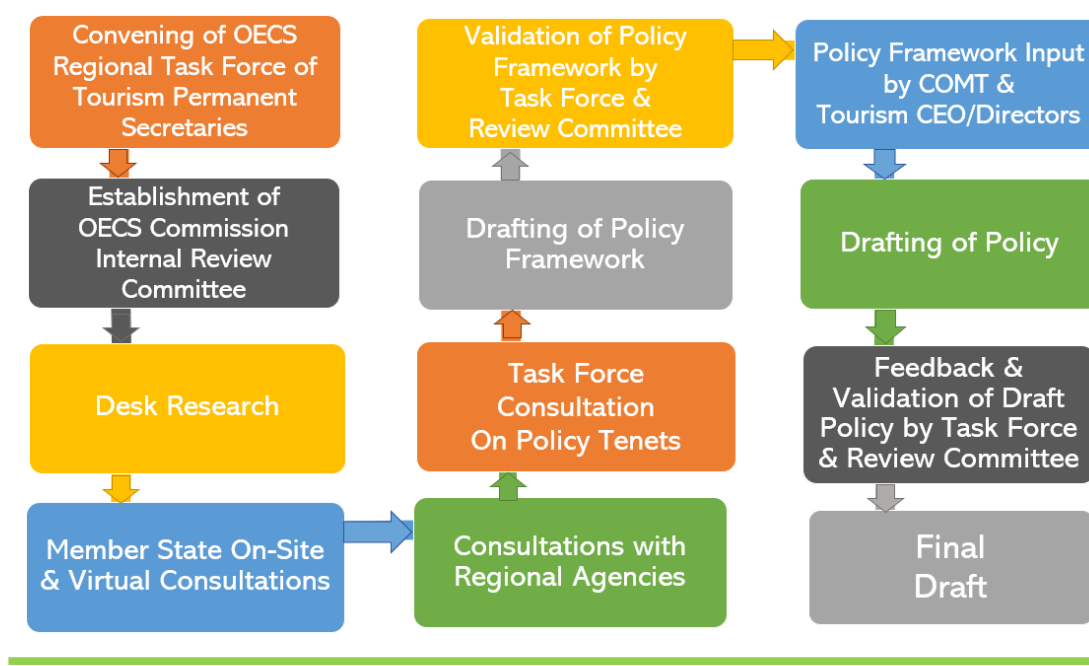 Convening of OECS
Regional Task Force of
Tourism Permanent
Secretaries
Establishment of
OECS Commission
Internal Review
Committee
Desk Research
Member State On-Site
& Virtual Consultations
Consultations with
Regional Agencies
Task Force
Consultation
On Policy Tenets
Drafting of Policy
Framework
Validation of Policy
Framework by
Task Force &
Review Committee
Policy Framework Input
by COMT &
Tourism CEO/Directors
Drafting of Policy
Feedback &
Validation of Draft
Policy by Task Force
& Review Committee
Final
Draft